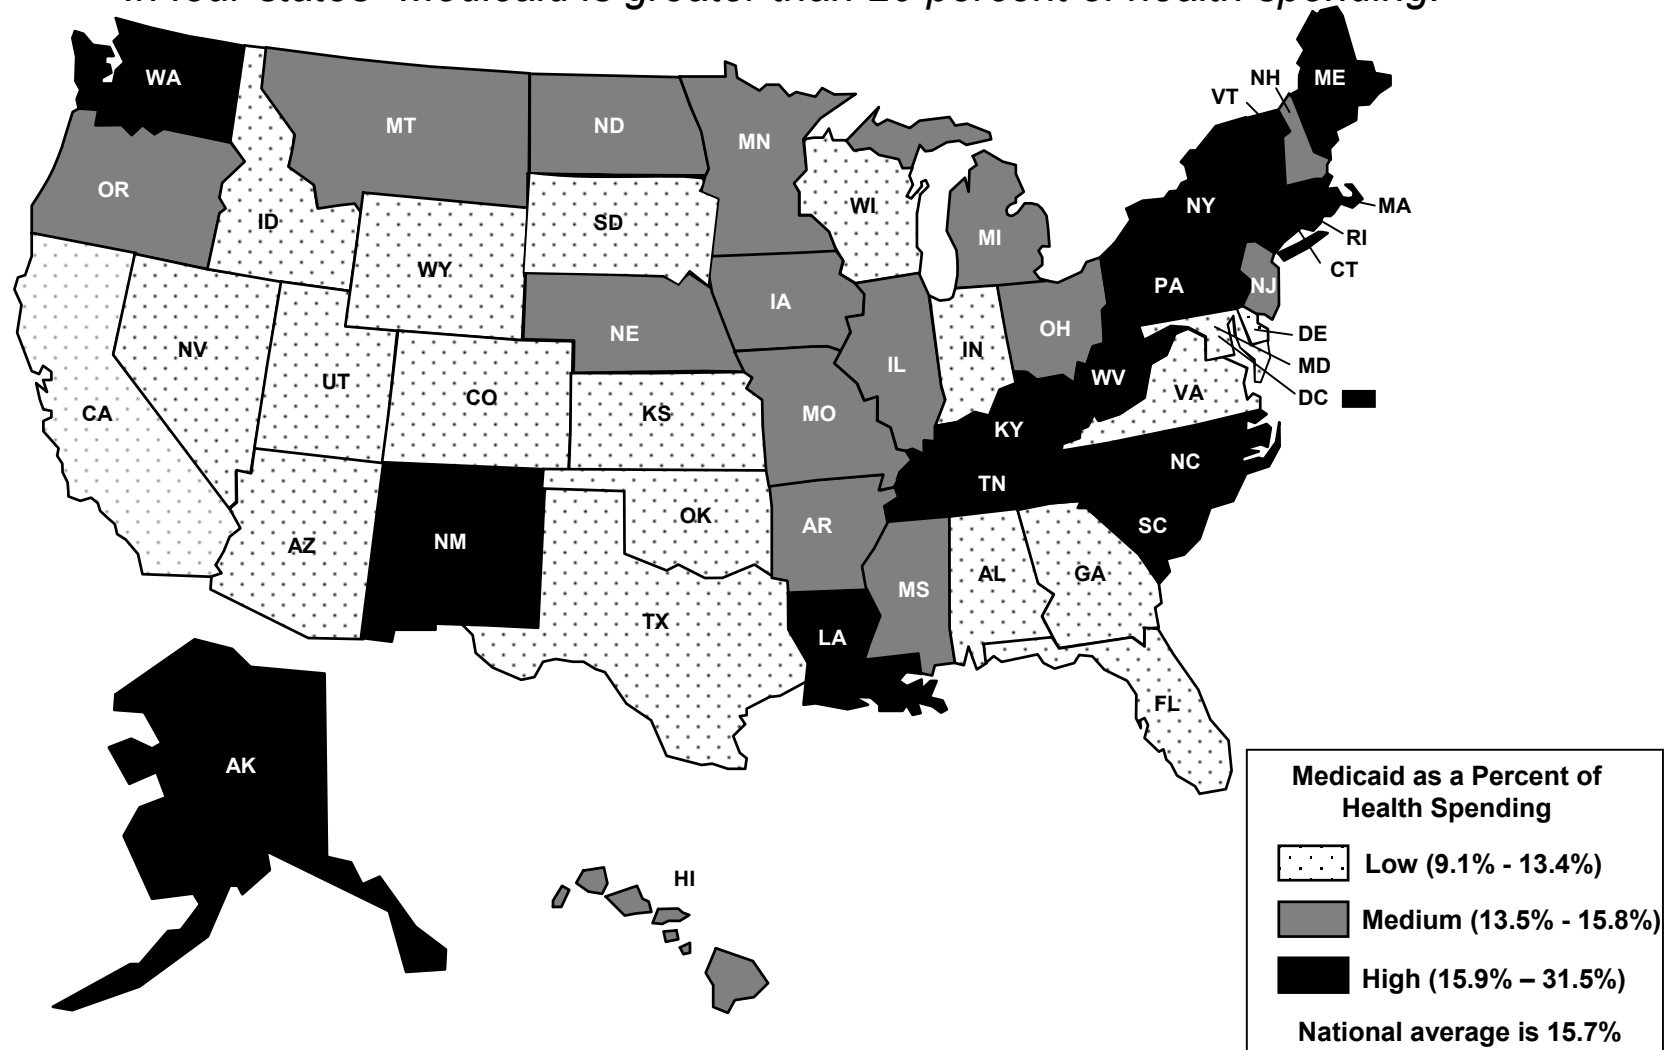 in four states Medicaid is greater than 20 percent of health spending.
WA
MT
ND
MN
OR
ID
WY
SD
WI
MI
NH
VT
ME
NY
MA
RI
CT
PA
NJ
NV
UT
CO
NE
IA
IL
IN
OH
WV
VA
DE
MD
DC
CA
KS
MO
KY
NC
TN
SC
AZ
NM
OK
AR
MS
AL
GA
TX
LA
FL
AK
HI
Medicaid as a Percent of
Health Spending
Low (9.1% - 13.4%)
Medium (13.5% - 15.8%)
High (15.9% – 31.5%)
National average is 15.7%